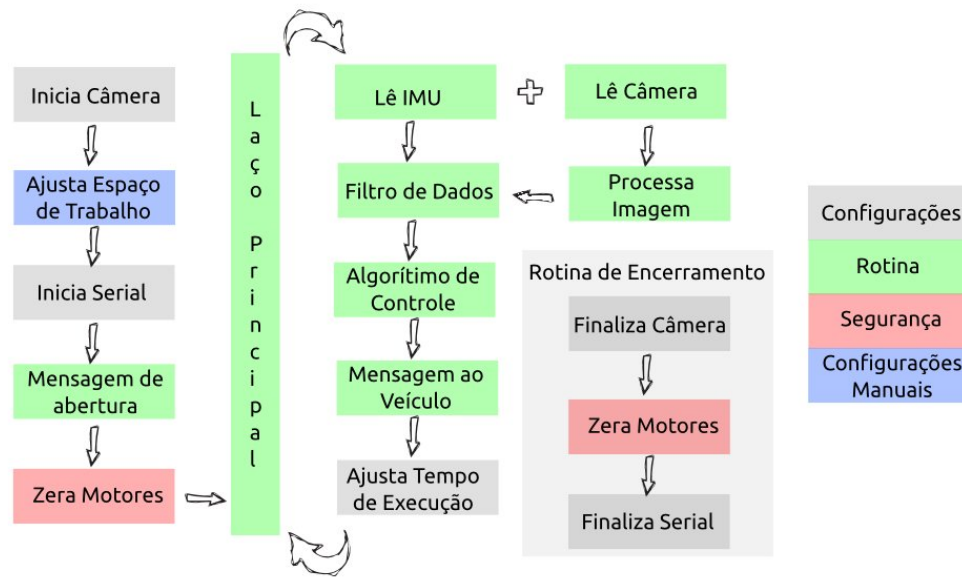 Inicia Câmera
Ajusta Espaço
de Trabalho
Inicia Serial
Mensagem de
abertura
Zera Motores
Laço Principal
Lê IMU
Lê Câmera
Filtro de Dados
Processa
Imagem
Algorítimo de
Controle
Mensagem ao
Veículo
Ajusta Tempo
de Execução
Rotina de Encerramento
Finaliza Câmera
Zera Motores
Finaliza Serial
Configurações
Rotina
Segurança
Configurações
Manuais